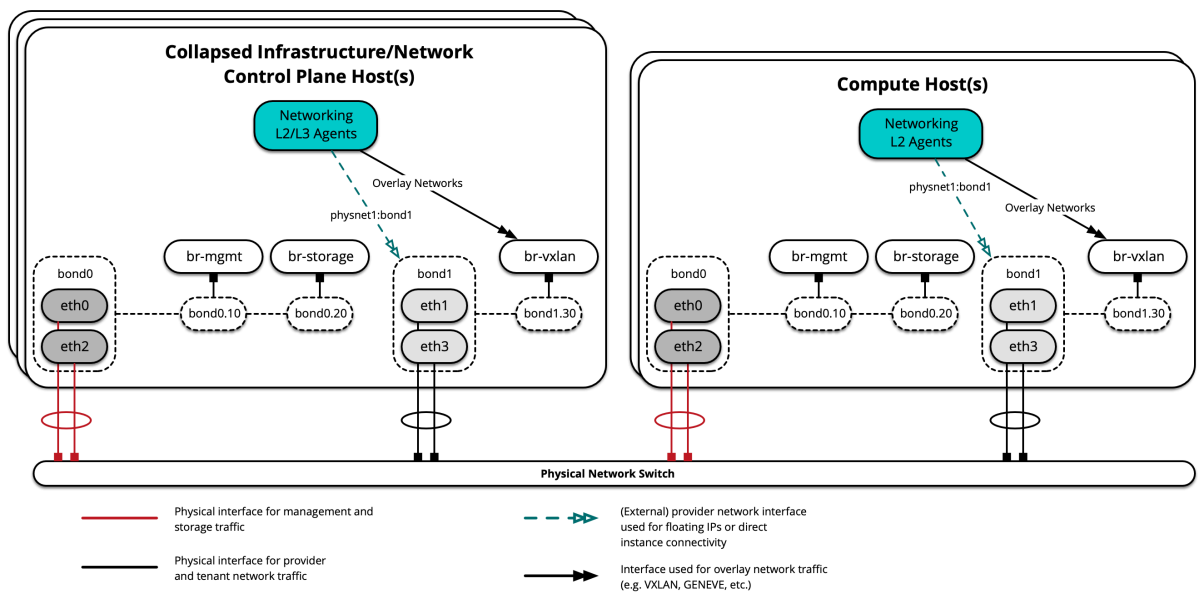 Collapsed Infrastructure/Network
Control Plane Host(s)
Networking
L2/L3 Agents
Overlay Networks
physnet1:bond1
br-mgmt
br-storage
br-vxlan
bond0
eth0
eth2
bond0.10
bond0.20
bond1
eth1
eth3
bond1.30
Compute Host(s)
Networking
L2 Agents
physnet1:bond1
Overlay Networks
br-mgmt
br-storage
br-vxlan
bond0
eth0
eth2
bond0.10
bond0.20
bond1
eth1
eth3
bond1.30
Physical Network Switch
Physical interface for management and
storage traffic
Physical interface for provider
and tenant network traffic
(External) provider network interface
used for floating IPs or direct
instance connectivity
Interface used for overlay network traffic
(e.g. VXLAN, GENEVE, etc.)